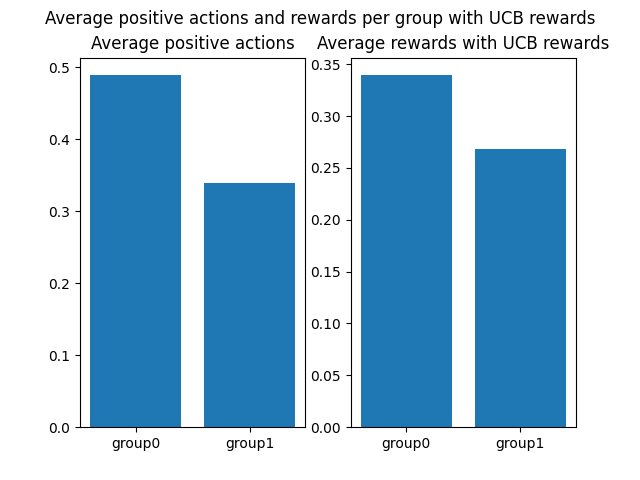 Average positive actions and rewards per group with UCB rewards
Average positive actions
0.5
0.4
0.3
0.2
0.1
0.0
group0 group1
Average rewards with UCB rewards
0.35
0.30
0.25
0.20
0.15
0.10
0.05
0.00
group0 group1